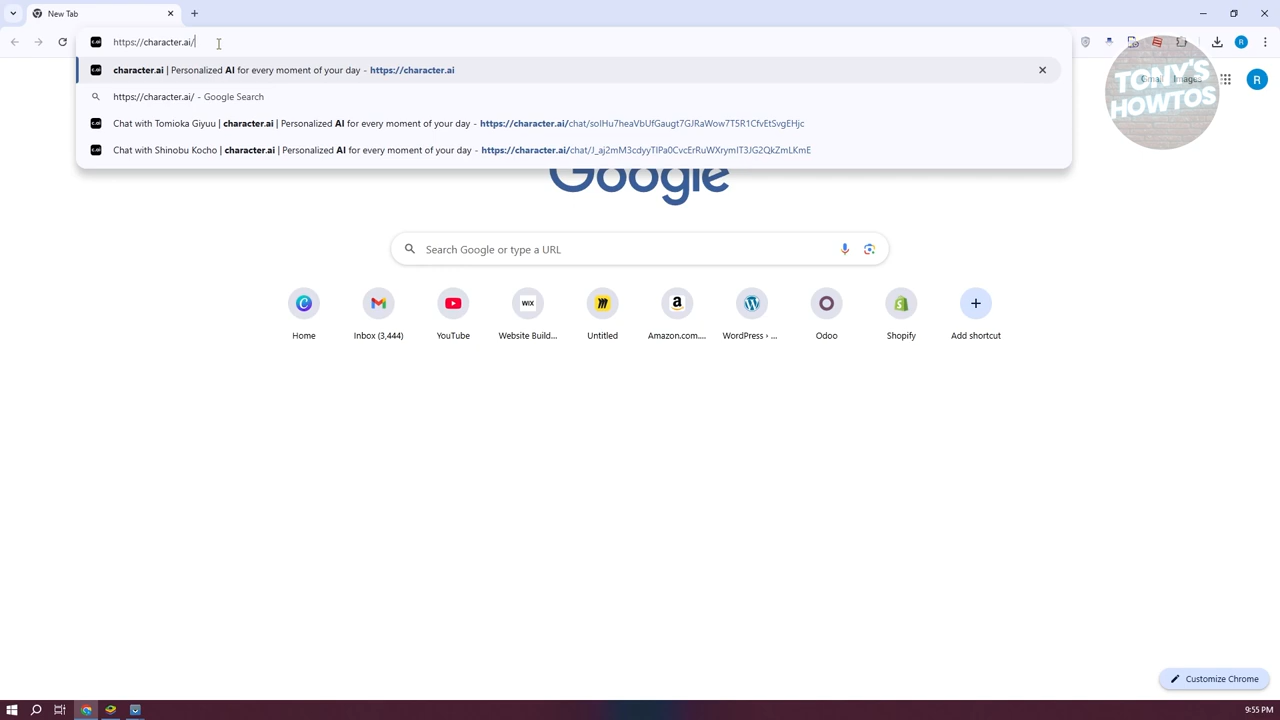 New Tab
https://character.ai/
character.ai | Personalized AI for every moment of your day - https://character.ai
https://character.ai/ - Google Search
Chat with Tomioka Giyuu | character.ai | Personalized AI for every moment of your day - https://character.ai/chat/solHu7heaVbUfGaugt7GJRaWow7T5R1CfvEtSvgEHjc
Chat with Shinobu Kocho | character.ai | Personalized AI for every moment of your day - https://character.ai/chat/J_aj2mM3cdyyTIPa0CvcErRuWXrymIT3JG2QkZmLKmE
Gmail Images
R
TONY'S
HOWTOS
Google
Search Google or type a URL
Home
Inbox (3,444)
YouTube
WIX
Website Build...
Untitled
Amazon.com....
WordPress › ...
Odoo
Shopify
Add shortcut
Customize Chrome
9:55 PM